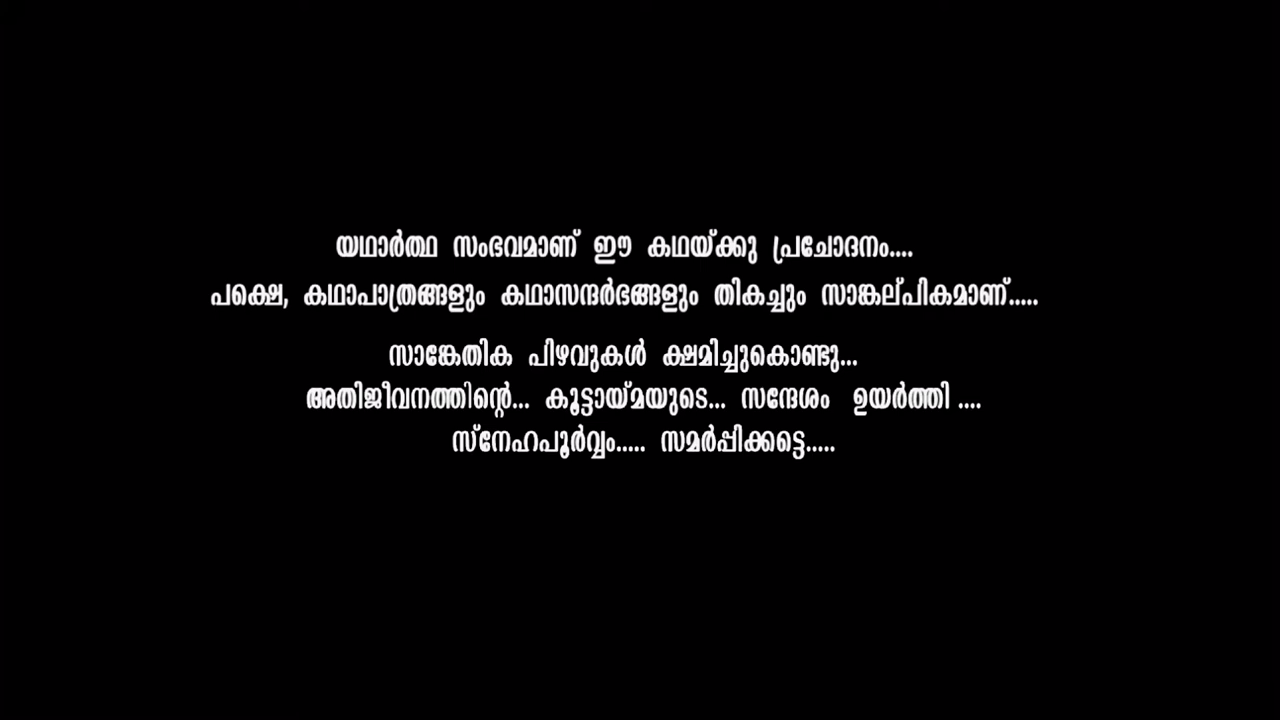 യഥാർത്ഥ സംഭവമാണ് ഈ കഥയ്ക്കു പ്രചോദനം....
പക്ഷെ, കഥാപാത്രങ്ങളും കഥാസന്ദർഭങ്ങളും തികച്ചും സാങ്കല്പികമാണ്.....
സാങ്കേതിക പിഴവുകൾ ക്ഷമിച്ചുകൊണ്ടു...
അതിജീവനത്തിന്റെ... കൂട്ടായ്മയുടെ... സന്ദേശം ഉയർത്തി ....
സ്നേഹപൂർവ്വം..... സമർപ്പിക്കട്ടെ.....